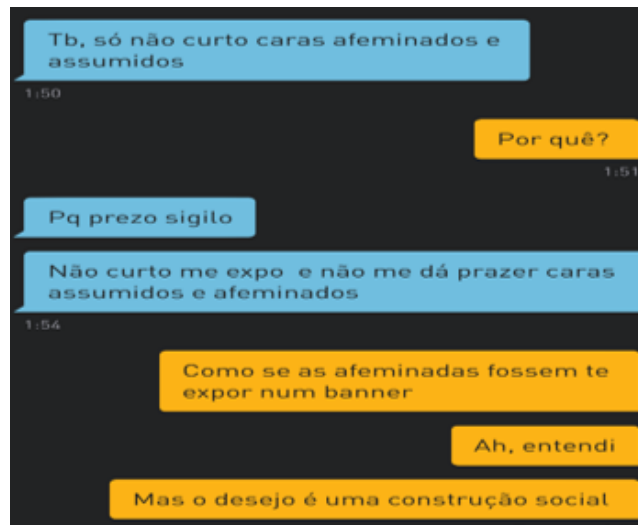 Tb, só não curto caras afeminados e
assumidos
1:50
Por quê?
1:51
Pq prezo sigilo
Não curto me expo e não me dá prazer caras
assumidos e afeminados
1:54
Como se as afeminadas fossem te
expor num banner
Ah, entendi
Mas o desejo é uma construção social